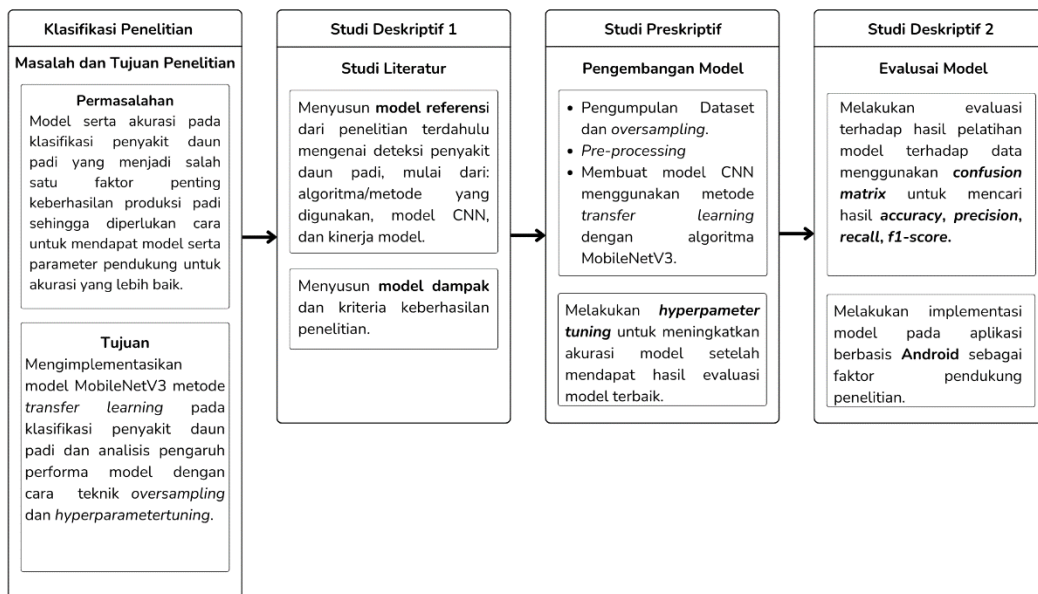 Klasifikasi Penelitian
Masalah dan Tujuan Penelitian
Permasalahan
Model serta akurasi pada
klasifikasi penyakit daun
padi yang menjadi salah
satu faktor penting
keberhasilan produksi padi
sehingga diperlukan cara
untuk mendapat model serta
parameter pendukung untuk
akurasi yang lebih baik.
Tujuan
Mengimplementasikan
model MobileNetV3 metode
transfer learning pada
klasifikasi penyakit daun
padi dan analisis pengaruh
performa model dengan
cara teknik oversampling
dan hyperparametertuning.
Studi Deskriptif 1
Studi Literatur
Menyusun model referensi
dari penelitian terdahulu
mengenai deteksi penyakit
daun padi, mulai dari:
algoritma/metode yang
digunakan, model CNN,
dan kinerja model.
Menyusun model dampak
dan kriteria keberhasilan
penelitian.
Studi Preskriptif
Pengembangan Model
• Pengumpulan Dataset
dan oversampling.
• Pre-processing
• Membuat model CNN
menggunakan metode
transfer learning
dengan algoritma
MobileNetV3.
Melakukan hyperpameter
tuning untuk meningkatkan
akurasi model setelah
mendapat hasil evaluasi
model terbaik.
Studi Deskriptif 2
Evalusai Model
Melakukan evaluasi
terhadap hasil pelatihan
model terhadap data
menggunakan confusion
matrix untuk mencari
hasil accuracy, precision,
recall, f1-score.
Melakukan implementasi
model pada aplikasi
berbasis Android sebagai
faktor pendukung
penelitian.